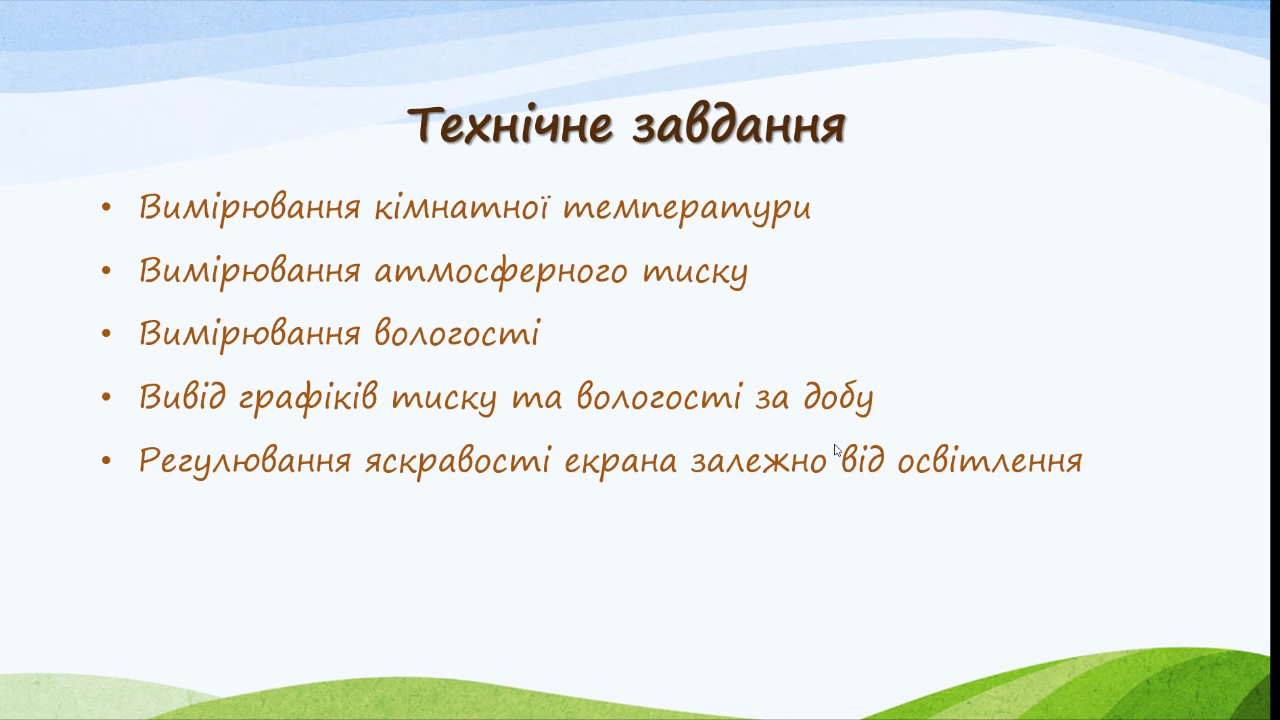 Технічне завдання
• Вимірювання кімнатної температури
• Вимірювання атмосферного тиску
• Вимірювання вологості
• Вивід графіків тиску та вологості за добу
• Регулювання яскравості екрана залежно від освітлення